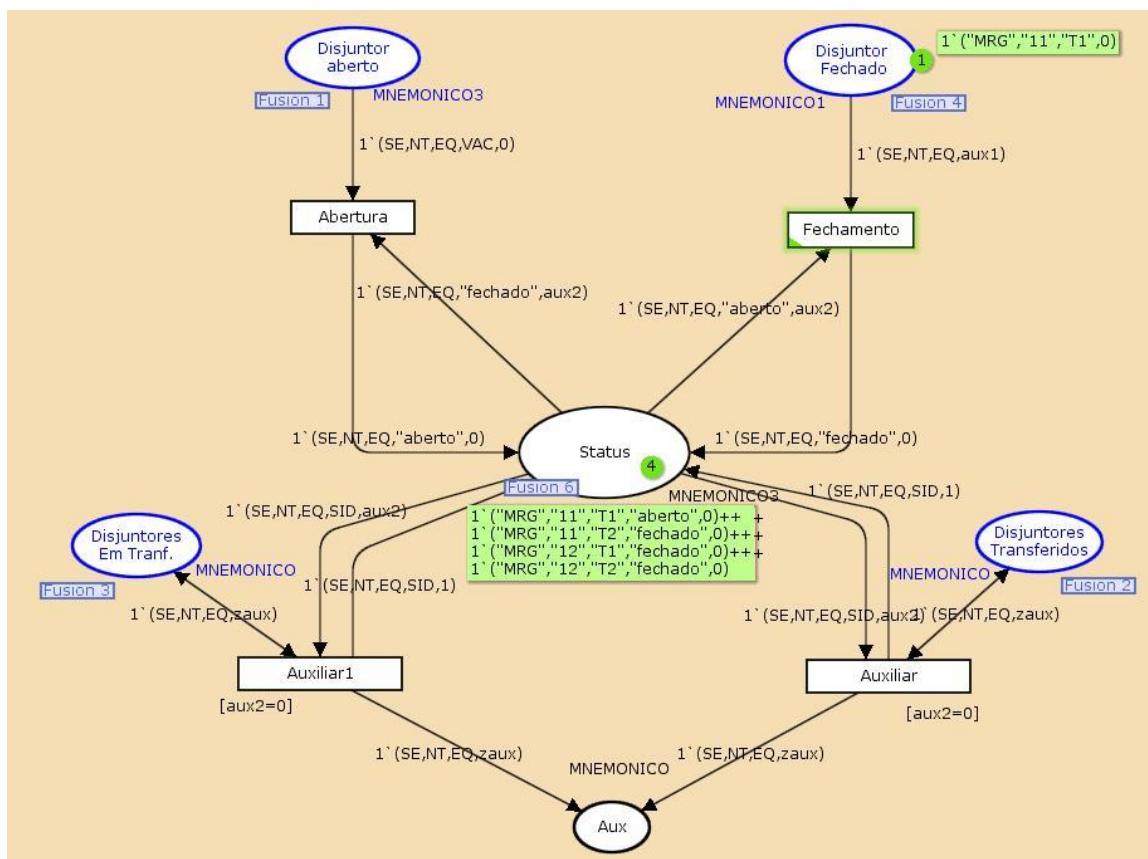 Disjuntor
aberto
Fusion 1
MNEMONICO3
Disjuntor
Fechado
1
1`("MRG","11","T1",0)
MNEMONICO1
Fusion 4
1`(SE,NT,EQ,VAC,0)
1`(SE,NT,EQ,aux1)
Abertura
Fechamento
1`(SE,NT,EQ,"fechado",aux2)
1`(SE,NT,EQ,"aberto",aux2)
1`(SE,NT,EQ,"aberto",0)
Status
4
1`(SE,NT,EQ,"fechado",0)
Fusion 6
MNEMONICO3
1`(SE,NT,EQ,SID,1)
1`(SE,NT,EQ,SID,aux2)
1`("MRG","11","T1","aberto",0)++ +
1`("MRG","11","T2","fechado",0)+++
1`("MRG","12","T1","fechado",0)+++
1`("MRG","12","T2","fechado",0)
Disjuntores
Em Tranf.
MNEMONICO
Fusion 3
Disjuntores
Transferidos
MNEMONICO
Fusion 2
1`(SE,NT,EQ,SID,1)
1`(SE,NT,EQ,zaux)
1`(SE,NT,EQ,SID,aux2)
1`(SE,NT,EQ,zaux)
Auxiliar1
[aux2=0]
Auxiliar
[aux2=0]
1`(SE,NT,EQ,zaux)
1`(SE,NT,EQ,zaux)
MNEMONICO
Aux